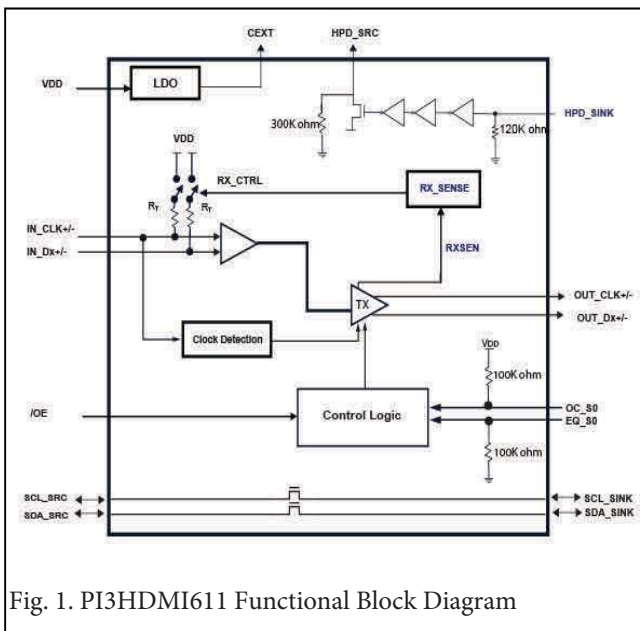 CEXT
HPD_SRC
VDD
LDO
300K ohm
120K ohm
HPD_SINK
VDD
RX_CTRL
RX_SENSE
RT
RT
IN_CLK+/-
IN_Dx+/-
RXSEN
TX
OUT_CLK+/-
OUT_Dx+/-
Clock Detection
VDD
100K ohm
/OE
Control Logic
OC_S0
EQ_S0
100K ohm
SCL_SRC
SCL_SINK
SDA_SRC
SDA_SINK
Fig. 1. PI3HDMI611 Functional Block Diagram